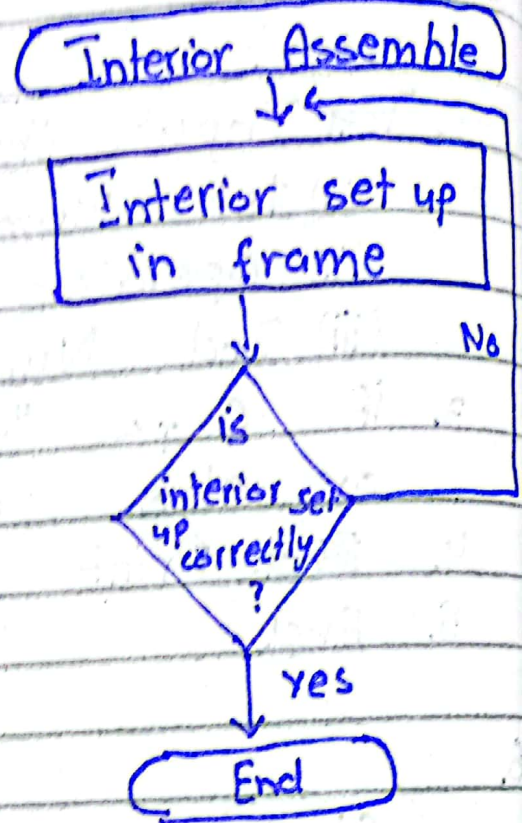 Interior Assemble
Interior set up
in frame
No
is
interior set
up correctly
?
yes
End